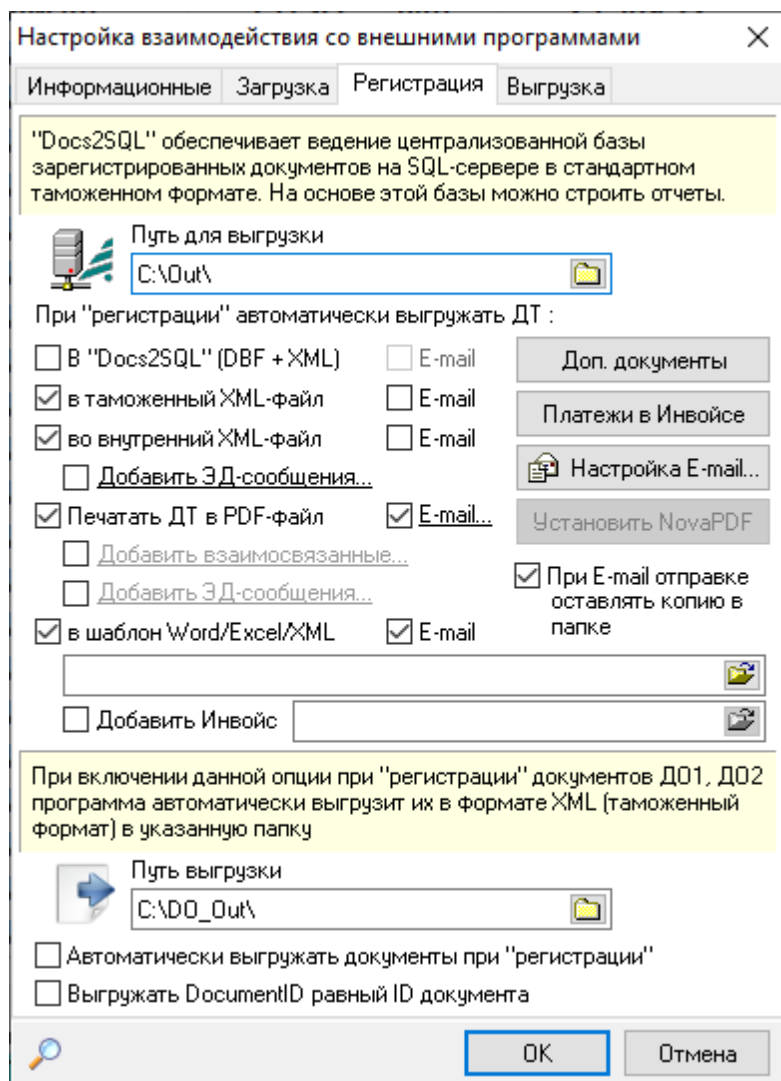 Настройка взаимодействия со внешними программами
Информационные Загрузка Регистрация Выгрузка
"Docs2SQL" обеспечивает ведение централизованной базы
зарегистрированных документов на SQL-сервере в стандартном
таможенном формате. На основе этой базы можно строить отчеты.
Путь для выгрузки
C:\Out\
При "регистрации" автоматически выгружать ДТ :
В "Docs2SQL" (DBF + XML) E-mail Доп. документы
в таможенный XML-файл E-mail
Платежи в Инвойсе
во внутренний XML-файл E-mail
Добавить ЭД-сообщения... Настройка E-mail...
Печатать ДТ в PDF-файл E-mail... Установить NovaPDF
Добавить взаимосвязанные...
Добавить ЭД-сообщения...
При E-mail отправке
оставлять копию в
папке
в шаблон Word/Excel/XML E-mail
Добавить Инвойс
При включении данной опции при "регистрации" документов ДО1, ДО2
программа автоматически выгрузит их в формате XML (таможенный
формат) в указанную папку
Путь выгрузки
C:\DO_Out\
Автоматически выгружать документы при "регистрации"
Выгружать DocumentID равный ID документа
OK Отмена